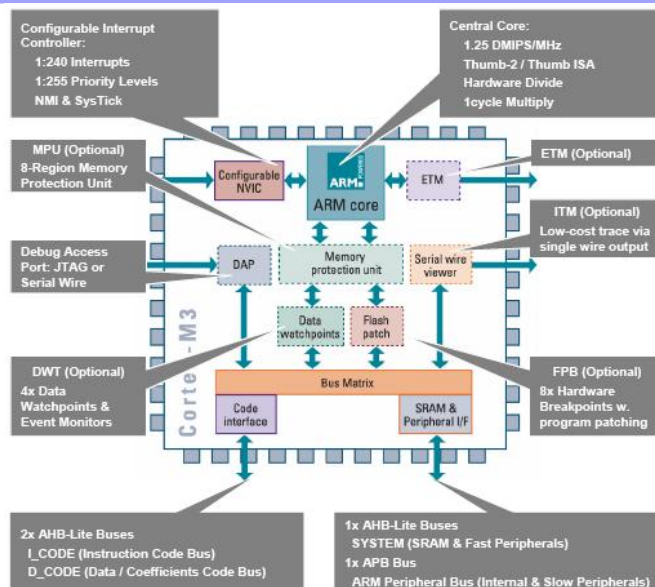 Configurable Interrupt
Controller:
1:240 Interrupts
1:255 Priority Levels
NMI & SysTick
Central Core:
1.25 DMIPS/MHz
Thumb-2 / Thumb ISA
Hardware Divide
1cycle Multiply
MPU (Optional)
8-Region Memory
Protection Unit
ETM (Optional)
Configurable
NVIC
ARM
POWERED
ARM core
ETM
ITM (Optional)
Low-cost trace via
single wire output
Debug Access
Port: JTAG or
Serial Wire
DAP
Memory
protection unit
Serial wire
viewer
Data
watchpoints
Flash
patch
Cortex-M3
DWT (Optional)
4x Data
Watchpoints &
Event Monitors
FPB (Optional)
8x Hardware
Breakpoints w.
program patching
Bus Matrix
Code
interface
SRAM &
Peripheral I/F
2x AHB-Lite Buses
I_CODE (Instruction Code Bus)
D_CODE (Data / Coefficients Code Bus)
1x AHB-Lite Buses
SYSTEM (SRAM & Fast Peripherals)
1x APB Bus
ARM Peripheral Bus (Internal & Slow Peripherals)